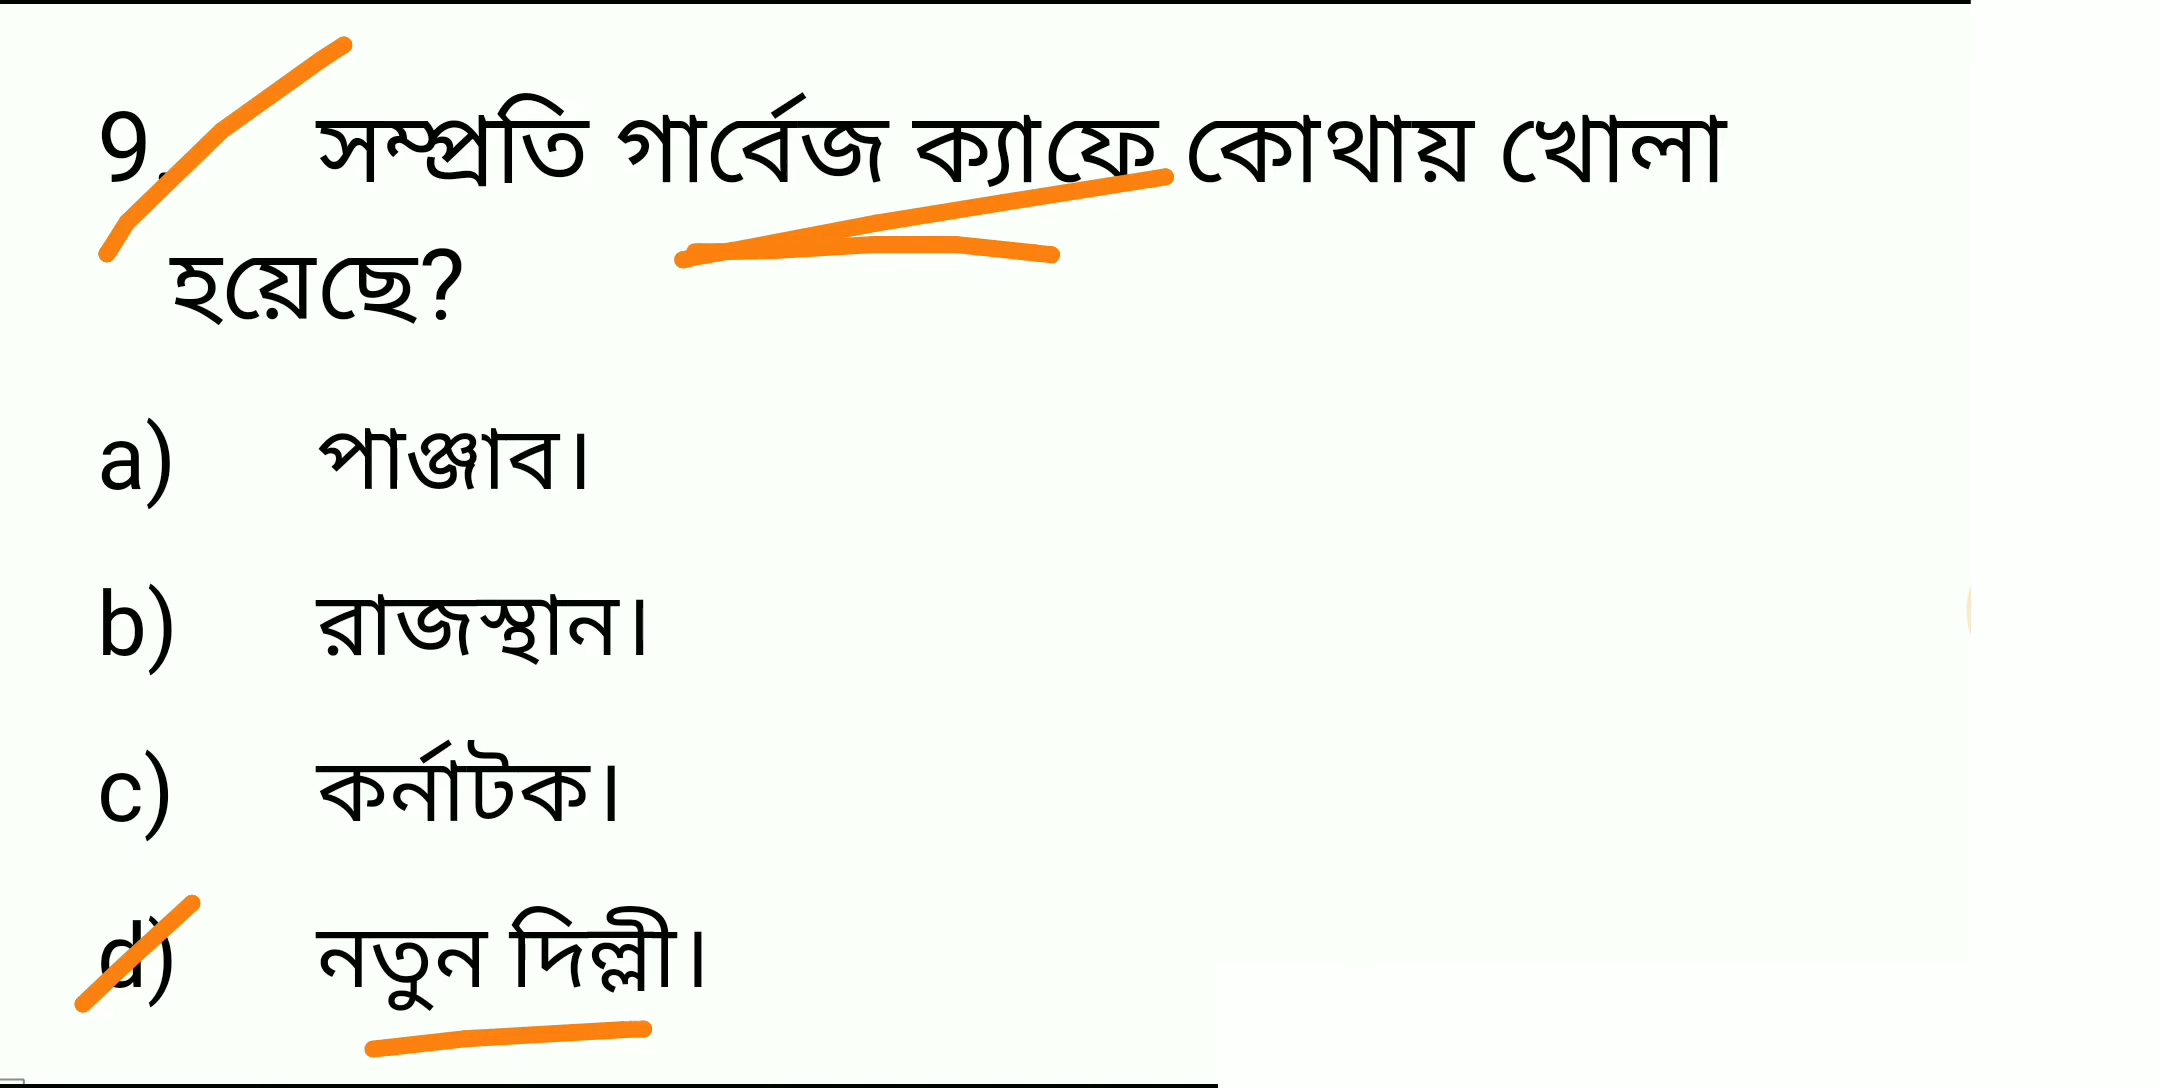 9. সম্প্রতি গার্বেজ ক্যাফে কোথায় খোলা
হয়েছে?
a) পাঞ্জাব।
b) রাজস্থান।
c) কর্নাটক।
d) নতুন দিল্লী।